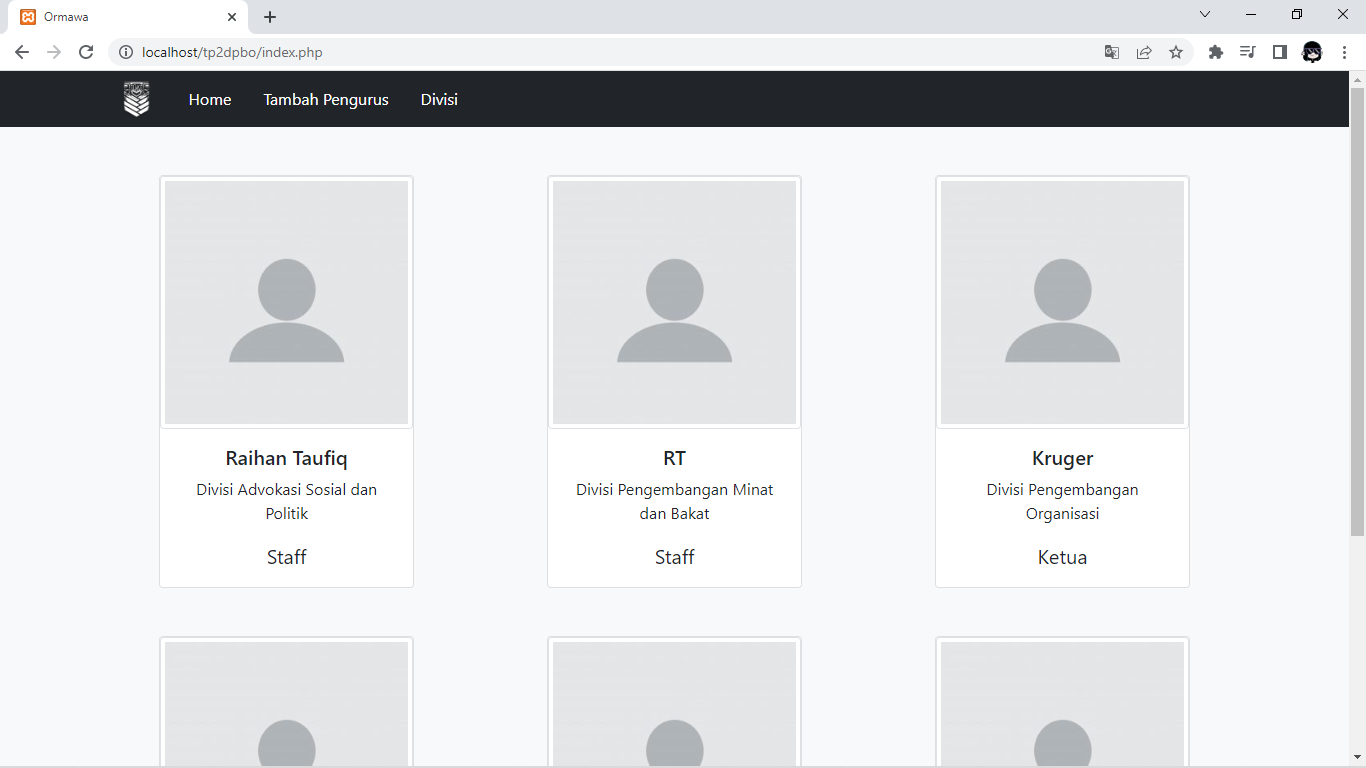 Ormawa
localhost/tp2dpbo/index.php
Home Tambah Pengurus Divisi
Raihan Taufiq
Divisi Advokasi Sosial dan
Politik
Staff
RT
Divisi Pengembangan Minat
dan Bakat
Staff
Kruger
Divisi Pengembangan
Organisasi
Ketua